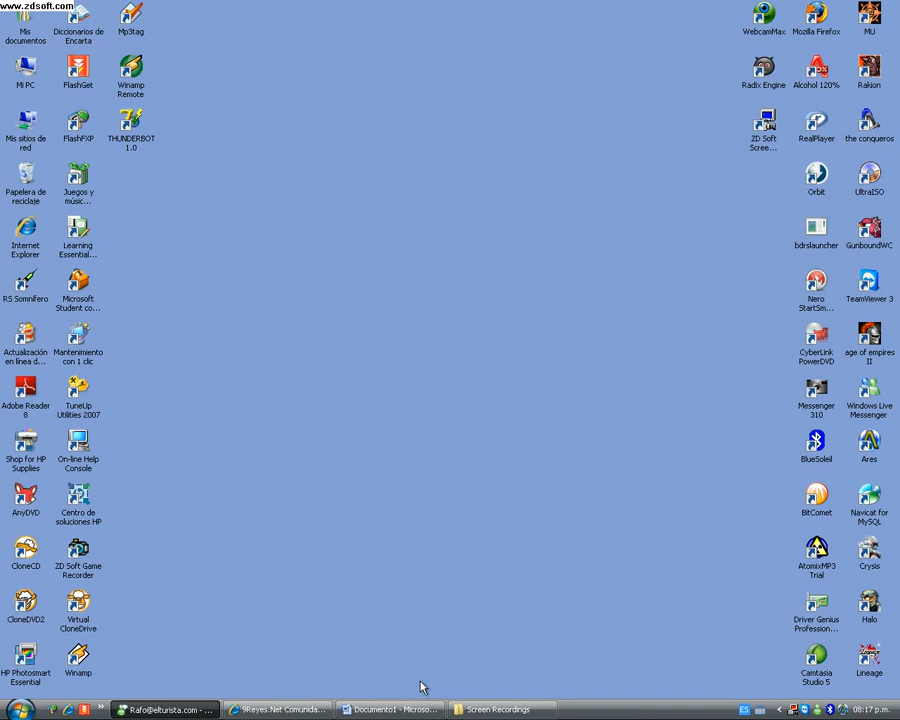 www.zdsoft.com
Mis documentos
Diccionarios de Encarta
Mp3tag
WebcamMax
Mozilla Firefox
MU
Mi PC
FlashGet
Winamp Remote
Radix Engine
Alcohol 120%
Rakion
Mis sitios de red
FlashFXP
THUNDERBOT 1.0
ZD Soft Scree...
RealPlayer
the conqueros
Papelera de reciclaje
Juegos y músic...
Orbit
UltraISO
Internet Explorer
Learning Essential...
bdrslauncher
GunboundWC
RS Somnifero
Microsoft Student co...
Nero StartSm...
TeamViewer 3
Actualización en línea d...
Mantenimiento con 1 clic
CyberLink PowerDVD
age of empires II
Adobe Reader 8
TuneUp Utilities 2007
Messenger 310
Windows Live Messenger
Shop for HP Supplies
On-line Help Console
BlueSoleil
Ares
AnyDVD
Centro de soluciones HP
BitComet
Navicat for MySQL
CloneCD
ZD Soft Game Recorder
AtomixMP3 Trial
Crysis
CloneDVD2
Virtual CloneDrive
Driver Genius Profession...
Halo
HP Photosmart Essential
Winamp
Camtasia Studio 5
Lineage
» Rafo@elturista.com - ...
9Reyes.Net Comunida...
Documento1 - Microso...
Screen Recordings
ES
08:17 p.m.